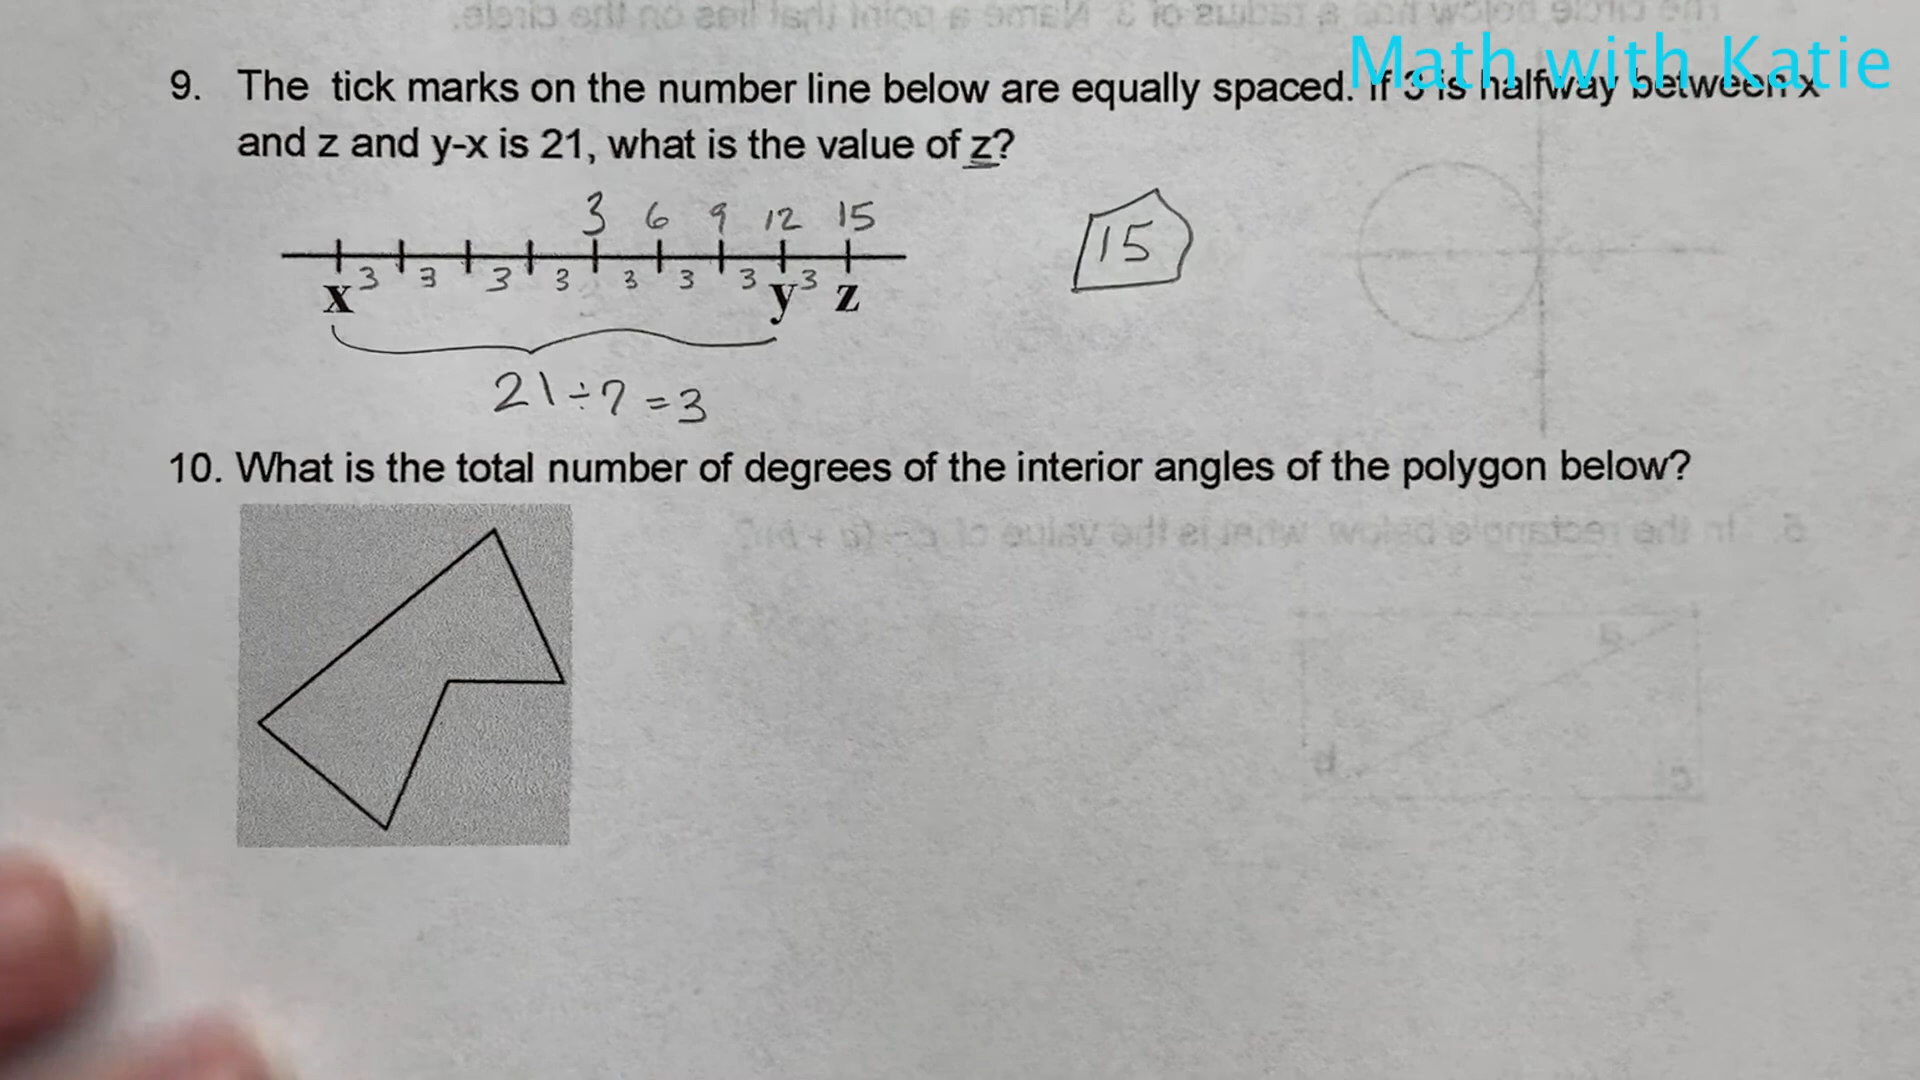 Math with Katie
9. The tick marks on the number line below are equally spaced. If 3 is halfway between x
and z and y-x is 21, what is the value of z?
3 6 9 12 15
3 3 3 3 3 3 3 3
x y z
15
21÷7=3
10. What is the total number of degrees of the interior angles of the polygon below?